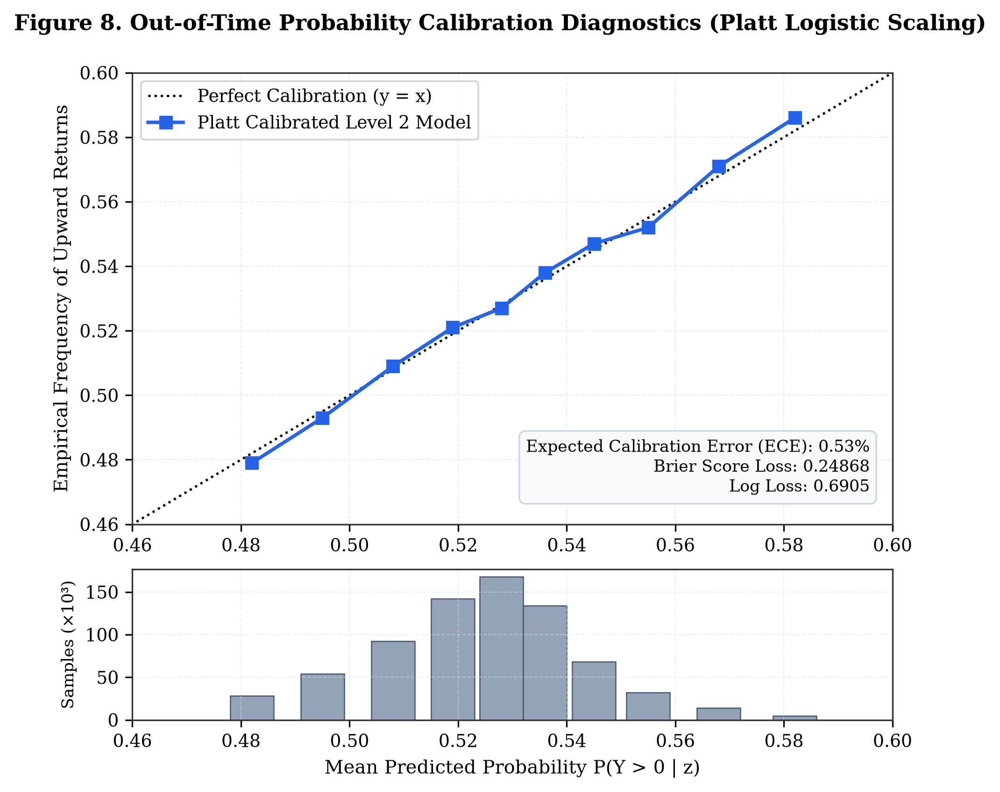 Figure 8. Out-of-Time Probability Calibration Diagnostics (Platt Logistic Scaling)
Empirical Frequency of Upward Returns
0.60
0.58
0.56
0.54
0.52
0.50
0.48
0.46
Perfect Calibration (y = x)
Platt Calibrated Level 2 Model
Expected Calibration Error (ECE): 0.53%
Brier Score Loss: 0.24868
Log Loss: 0.6905
0.46 0.48 0.50 0.52 0.54 0.56 0.58 0.60
Samples (×10³)
150
100
50
0
0.46 0.48 0.50 0.52 0.54 0.56 0.58 0.60
Mean Predicted Probability P(Y > 0 | z)